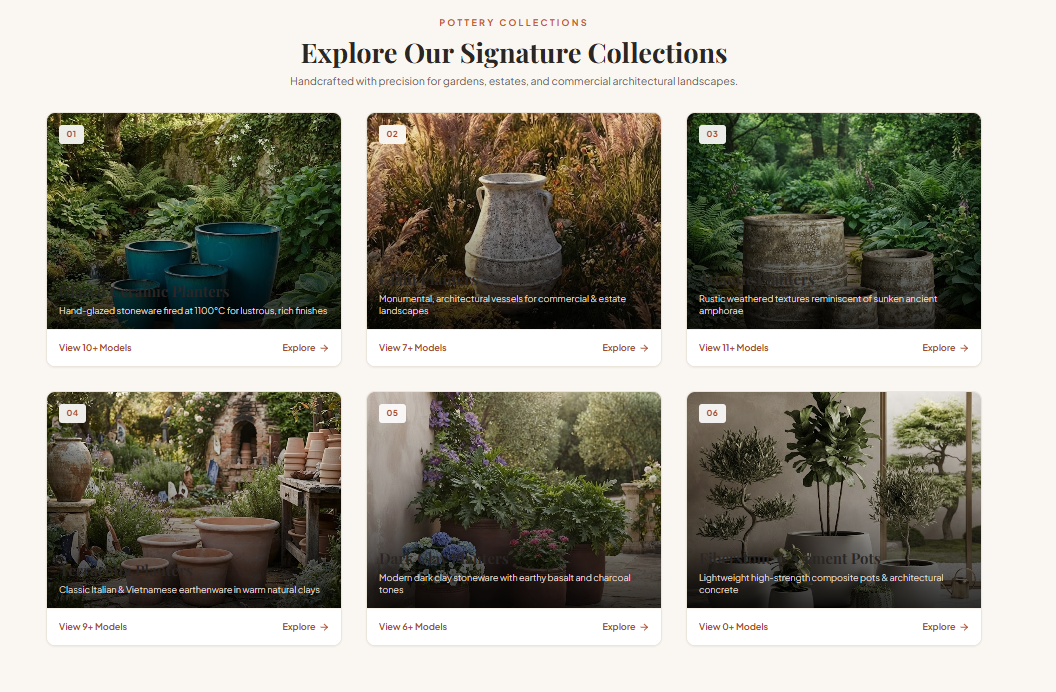 POTTERY COLLECTIONS
Explore Our Signature Collections
Handcrafted with precision for gardens, estates, and commercial architectural landscapes.
01
02
03
Planters
Hand-glazed stoneware fired at 1100°C for lustrous, rich finishes
Monumental, architectural vessels for commercial & estate
landscapes
Rustic weathered textures reminiscent of sunken ancient
amphorae
View 10+ Models
Explore →
View 7+ Models
Explore →
View 11+ Models
Explore →
04
05
06
Classic Italian & Vietnamese earthenware in warm natural clays
Modern dark clay stoneware with earthy basalt and charcoal
tones
Pots
Lightweight high-strength composite pots & architectural
concrete
View 9+ Models
Explore →
View 6+ Models
Explore →
View 0+ Models
Explore →